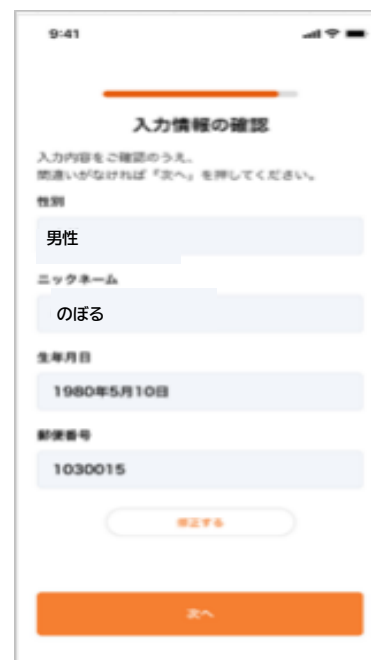 9:41
入力情報の確認
入力内容をご確認のうえ、
間違いがなければ「次へ」を押してください。
性別
男性
ニックネーム
のぼる
生年月日
1980年5月10日
郵便番号
1030015
修正する
次へ